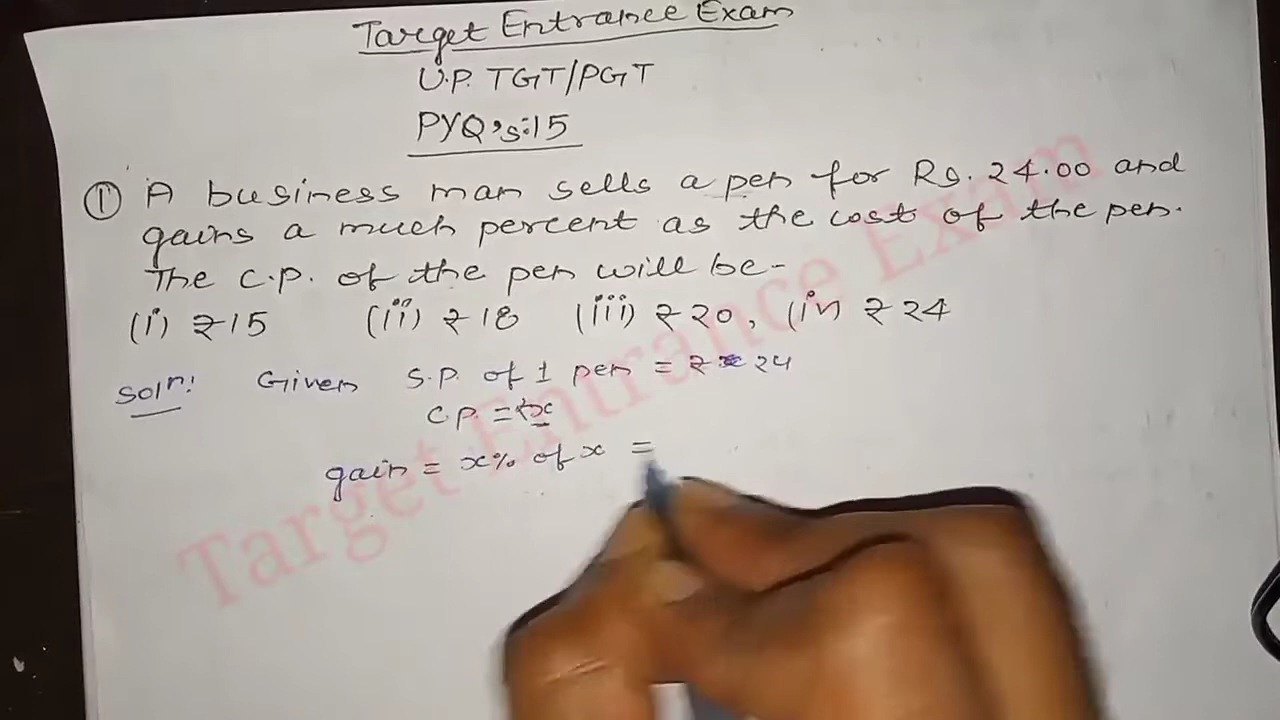 Target Entrance Exam
U.P. TGT/PGT
PYQ's:15
① A business man sells a pen for Rs. 24.00 and
gains a much percent as the cost of the pen.
The C.P. of the pen will be-
(i) ₹15 (ii) ₹18 (iii) ₹20, (iv) ₹24
Soln: Given S.P. of 1 pen = ₹ 24
C.P. = ₹x
gain = x% of x =
Target Entrance Exam